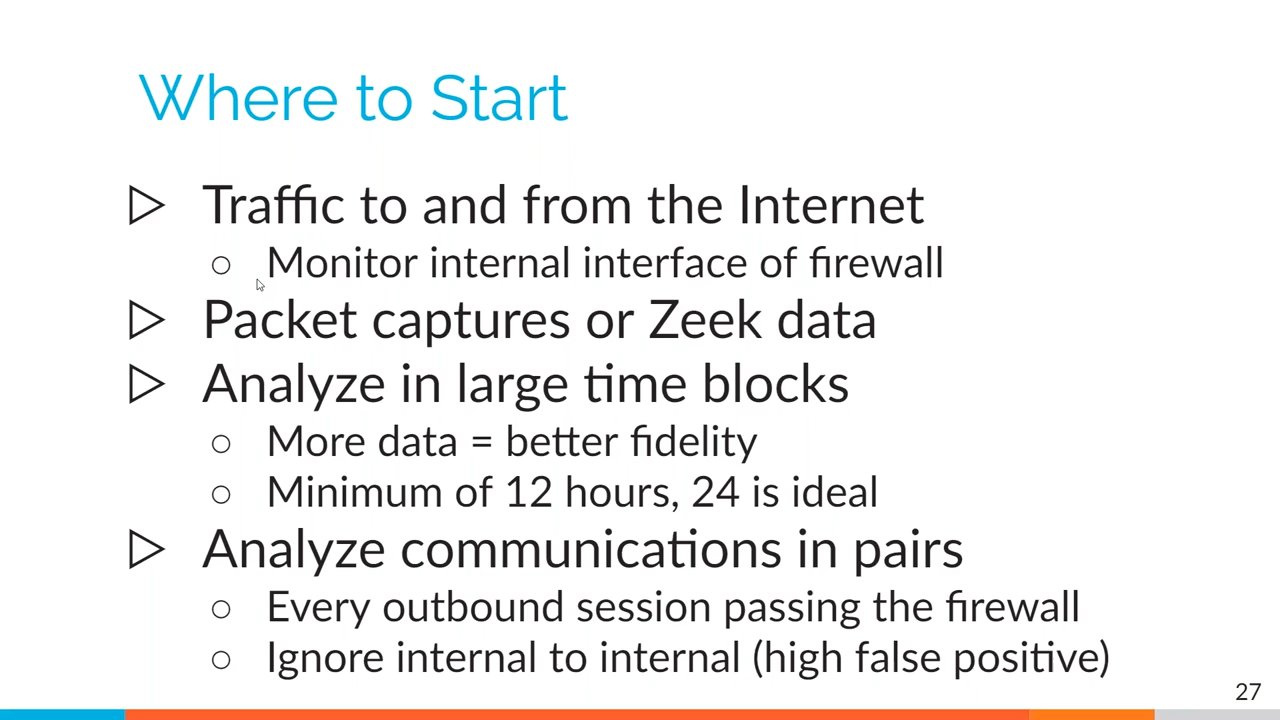 Where to Start
▷ Traffic to and from the Internet
○ Monitor internal interface of firewall
▷ Packet captures or Zeek data
▷ Analyze in large time blocks
○ More data = better fidelity
○ Minimum of 12 hours, 24 is ideal
▷ Analyze communications in pairs
○ Every outbound session passing the firewall
○ Ignore internal to internal (high false positive)
27